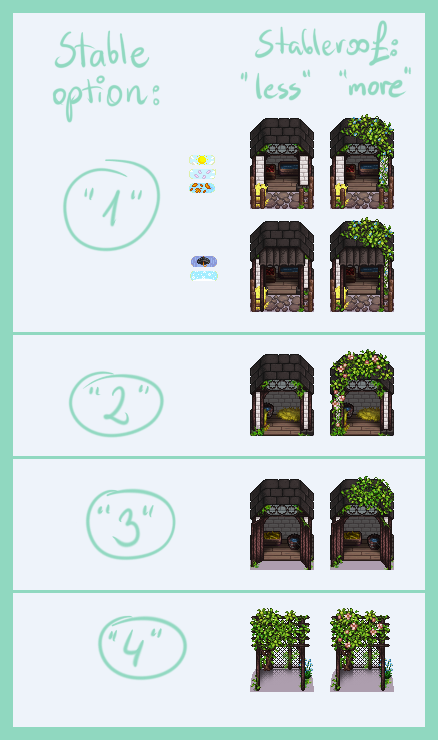 Stable
option:
Stableroof:
"less" "more"
"1"
"2"
"3"
"4"